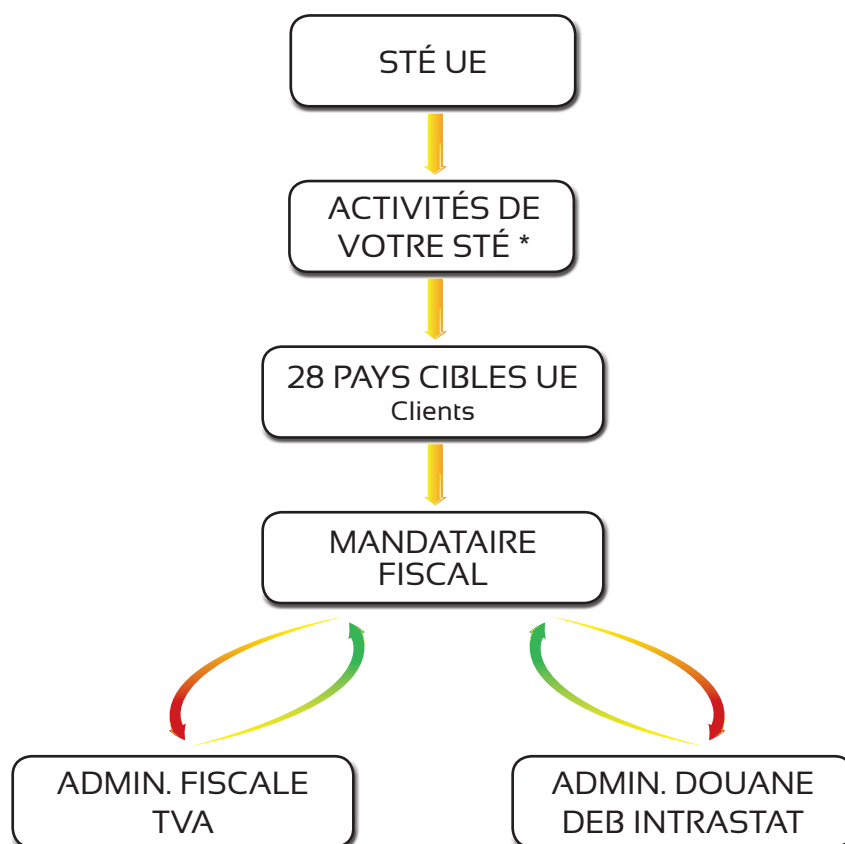 STÉ UE
ACTIVITÉS DE
VOTRE STÉ *
28 PAYS CIBLES UE
Clients
MANDATAIRE
FISCAL
ADMIN. FISCALE
TVA
ADMIN. DOUANE
DEB INTRASTAT